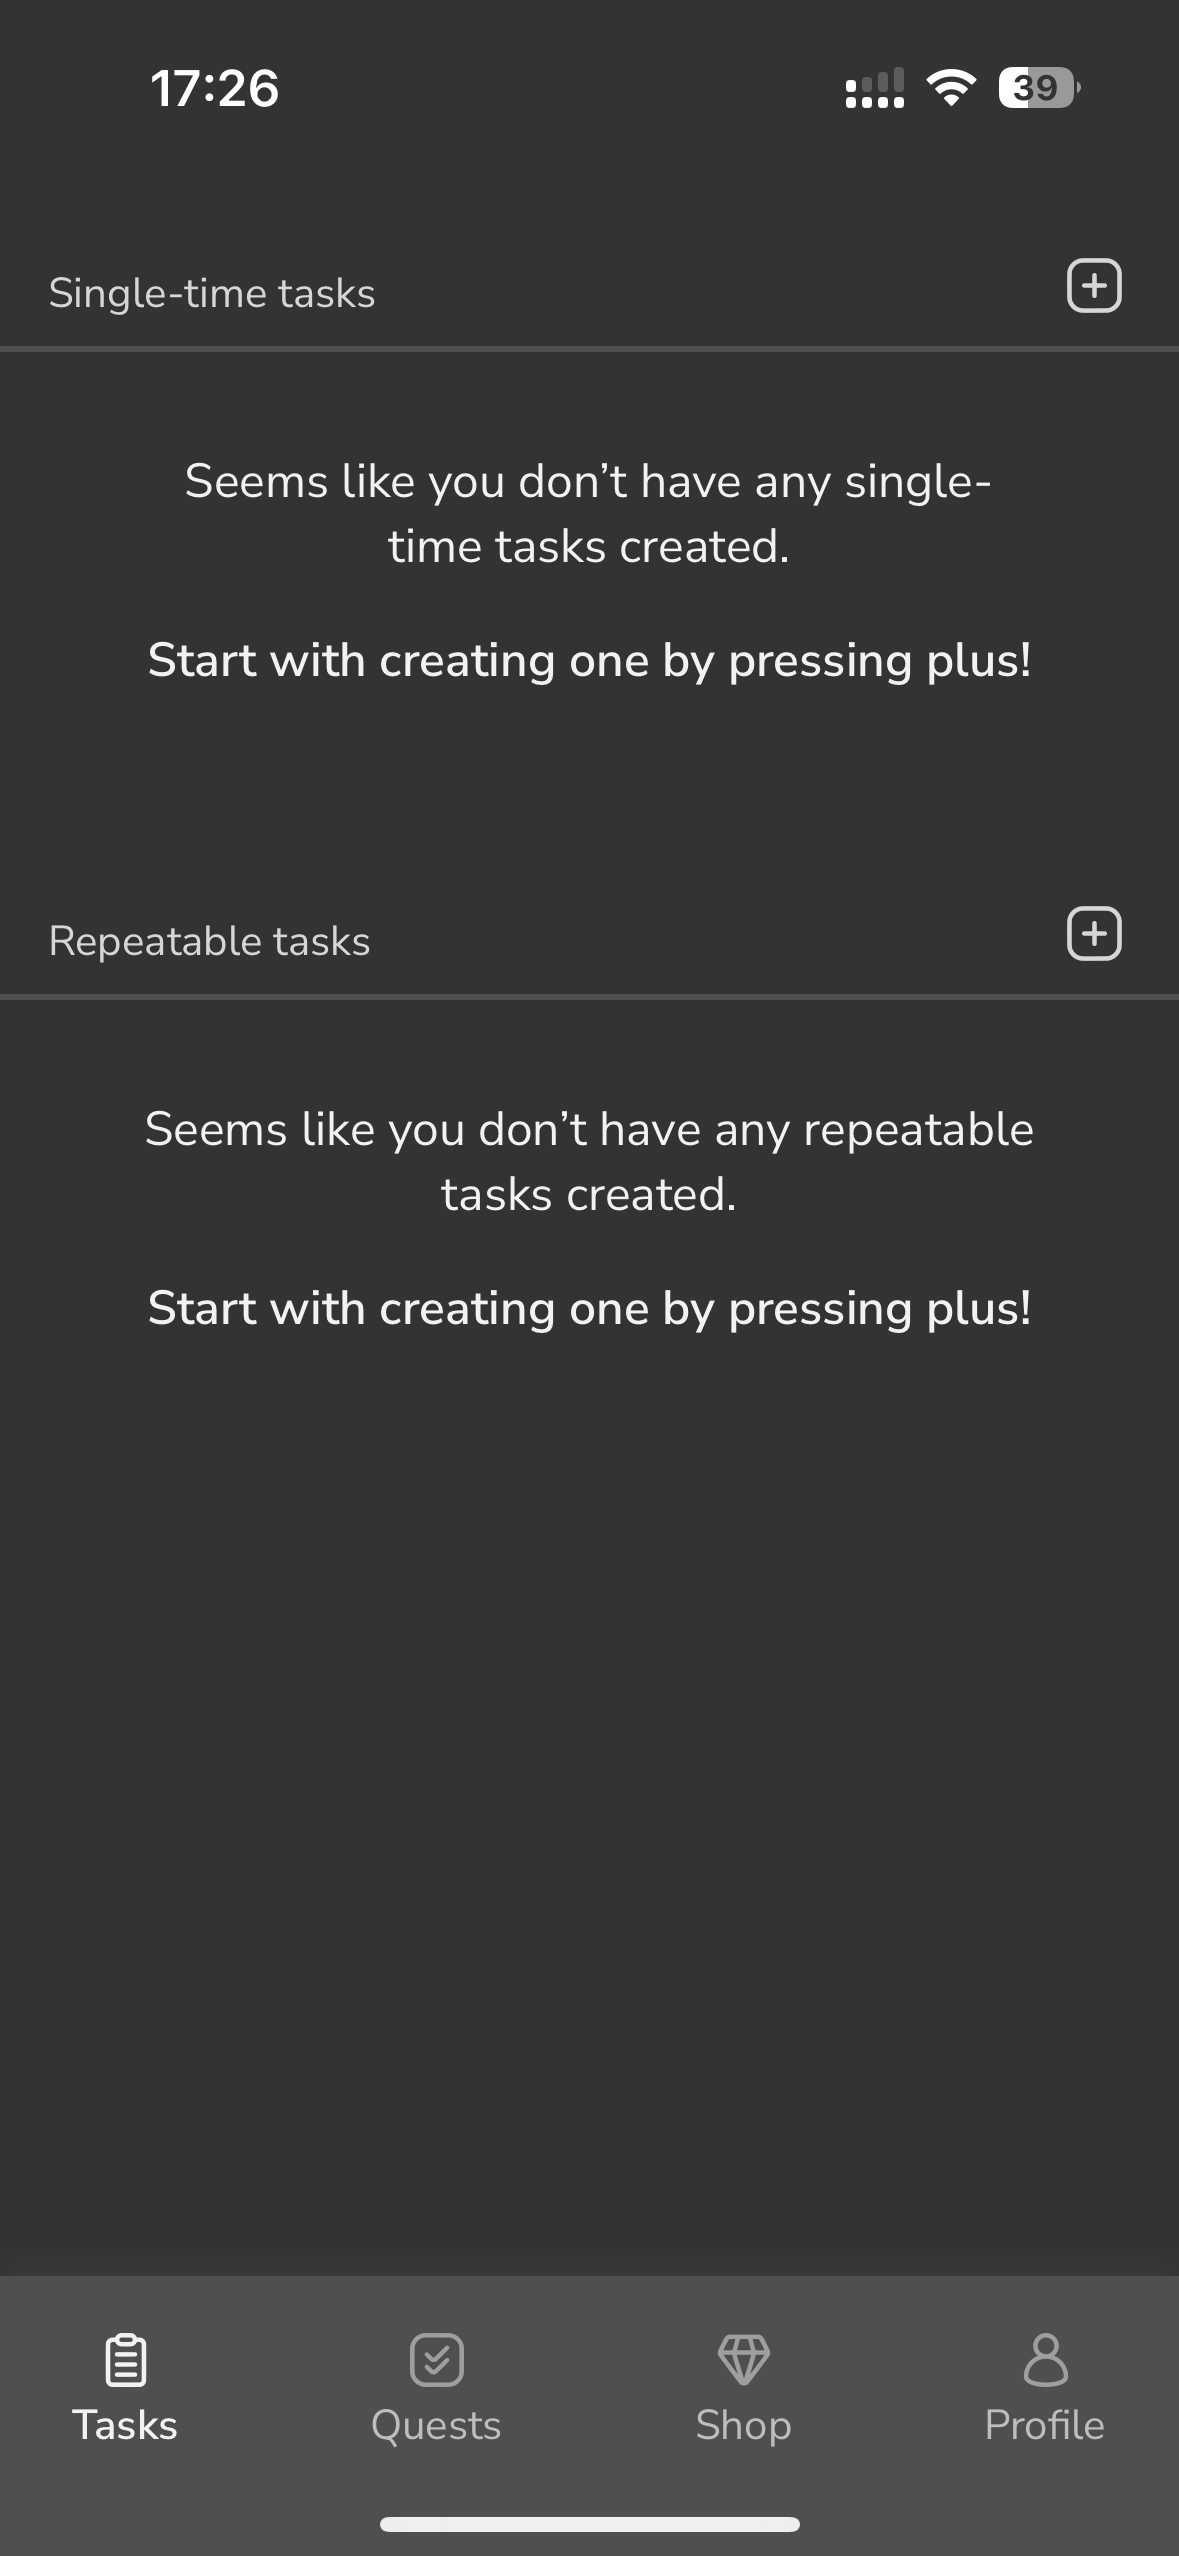 17:26
39
Single-time tasks
Seems like you don’t have any single-
time tasks created.
Start with creating one by pressing plus!
Repeatable tasks
Seems like you don’t have any repeatable
tasks created.
Start with creating one by pressing plus!
Tasks
Quests
Shop
Profile